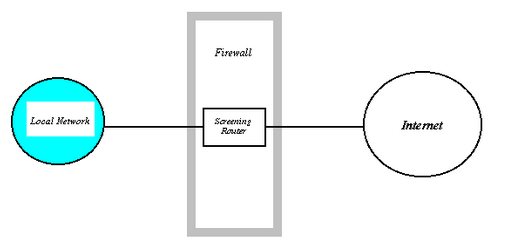 Firewall
Local Network
Screening
Router
Internet